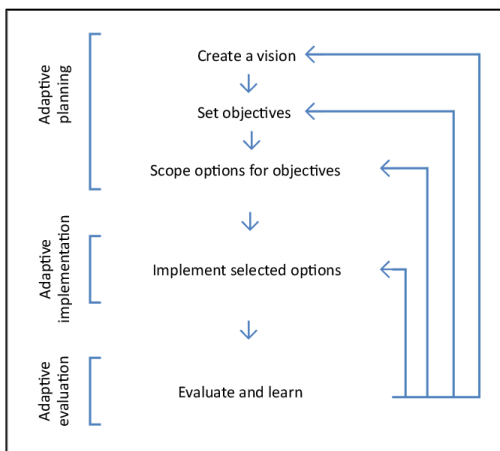 Adaptive
planning
Create a vision
Set objectives
Scope options for objectives
Adaptive
implementation
Implement selected options
Adaptive
evaluation
Evaluate and learn